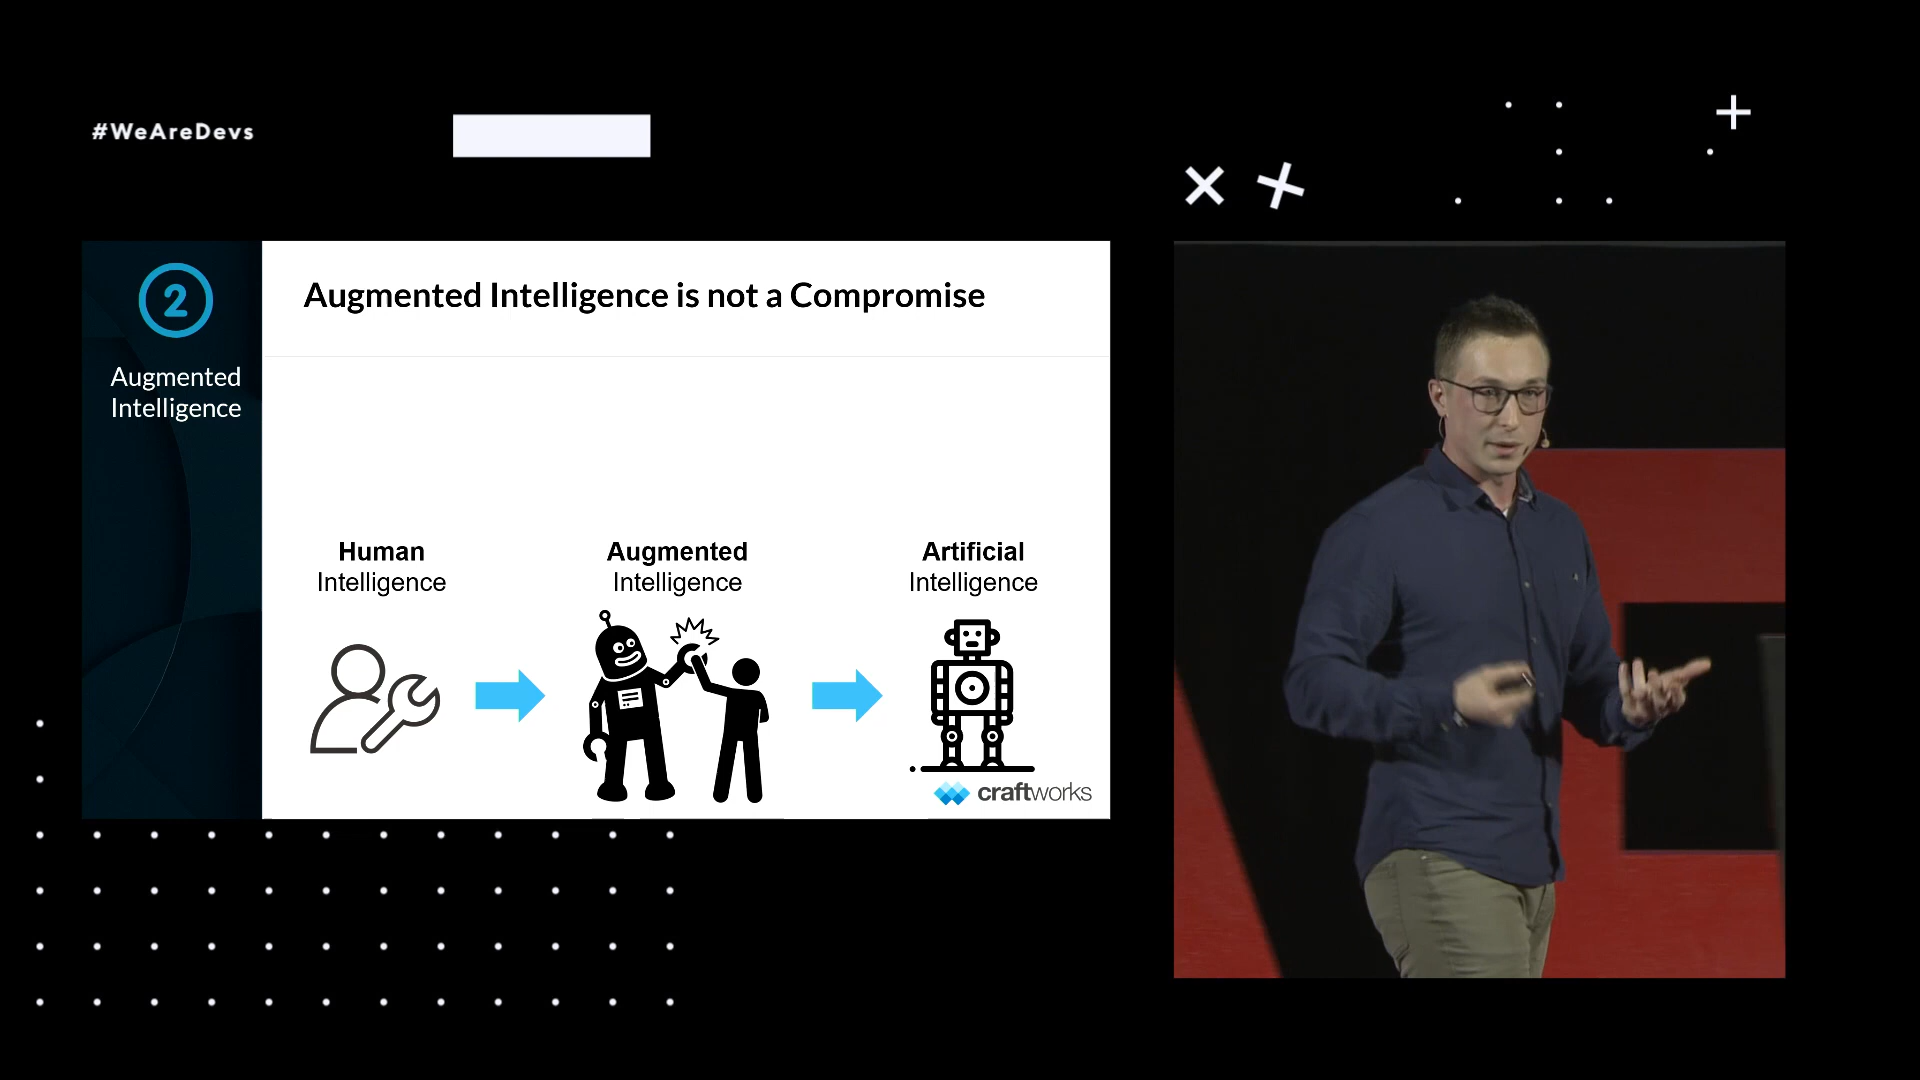 #WeAreDevs
2
Augmented
Intelligence
Augmented Intelligence is not a Compromise
Human
Intelligence
Augmented
Intelligence
Artificial
Intelligence
craftworks